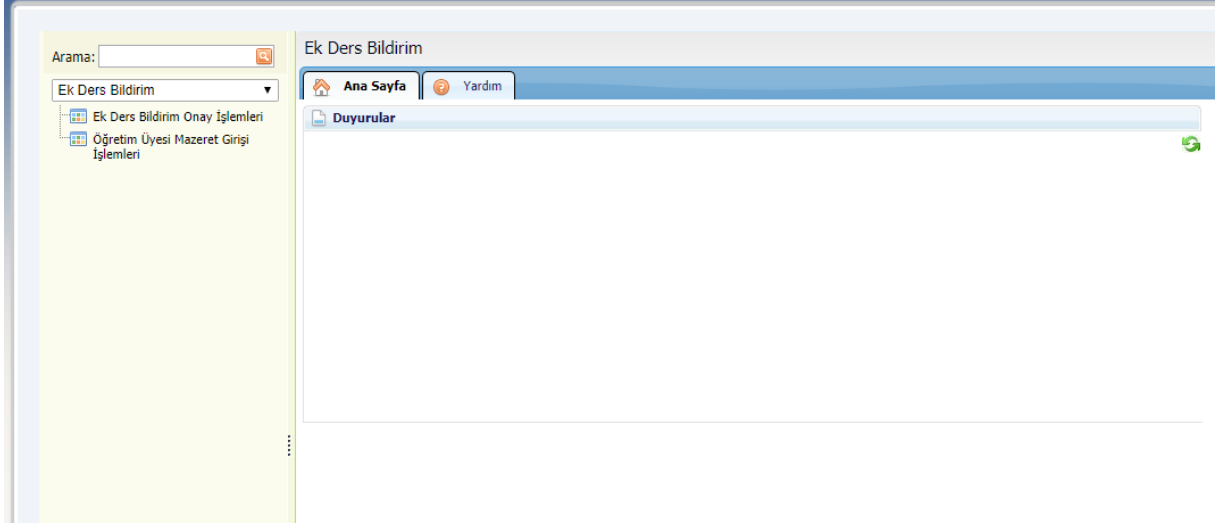 Arama:
Ek Ders Bildirim
Ek Ders Bildirim Onay İşlemleri
Öğretim Üyesi Mazeret Girişi
İşlemleri
Ek Ders Bildirim
Ana Sayfa
Yardım
Duyurular